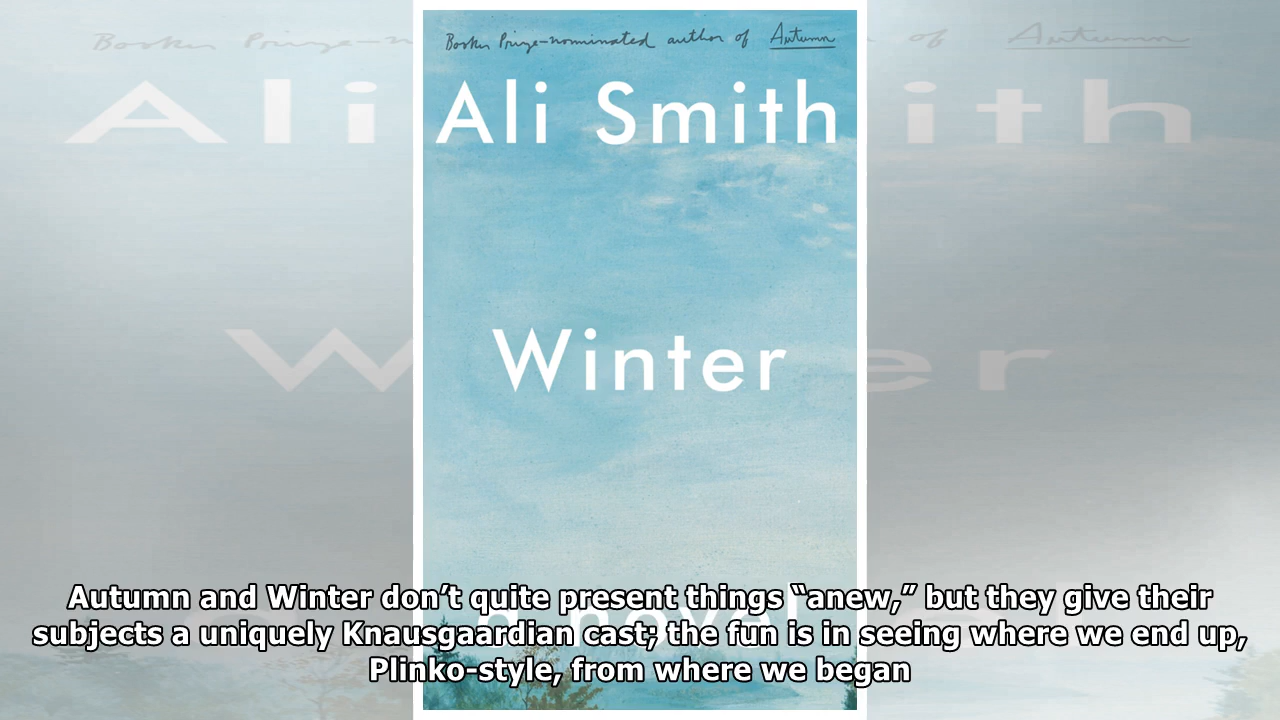 Booker Prize-nominated author of Autumn
Ali Smith
Winter
a novel
Autumn and Winter don’t quite present things “anew,” but they give their
subjects a uniquely Knausgaardian cast; the fun is in seeing where we end up,
Plinko-style, from where we began